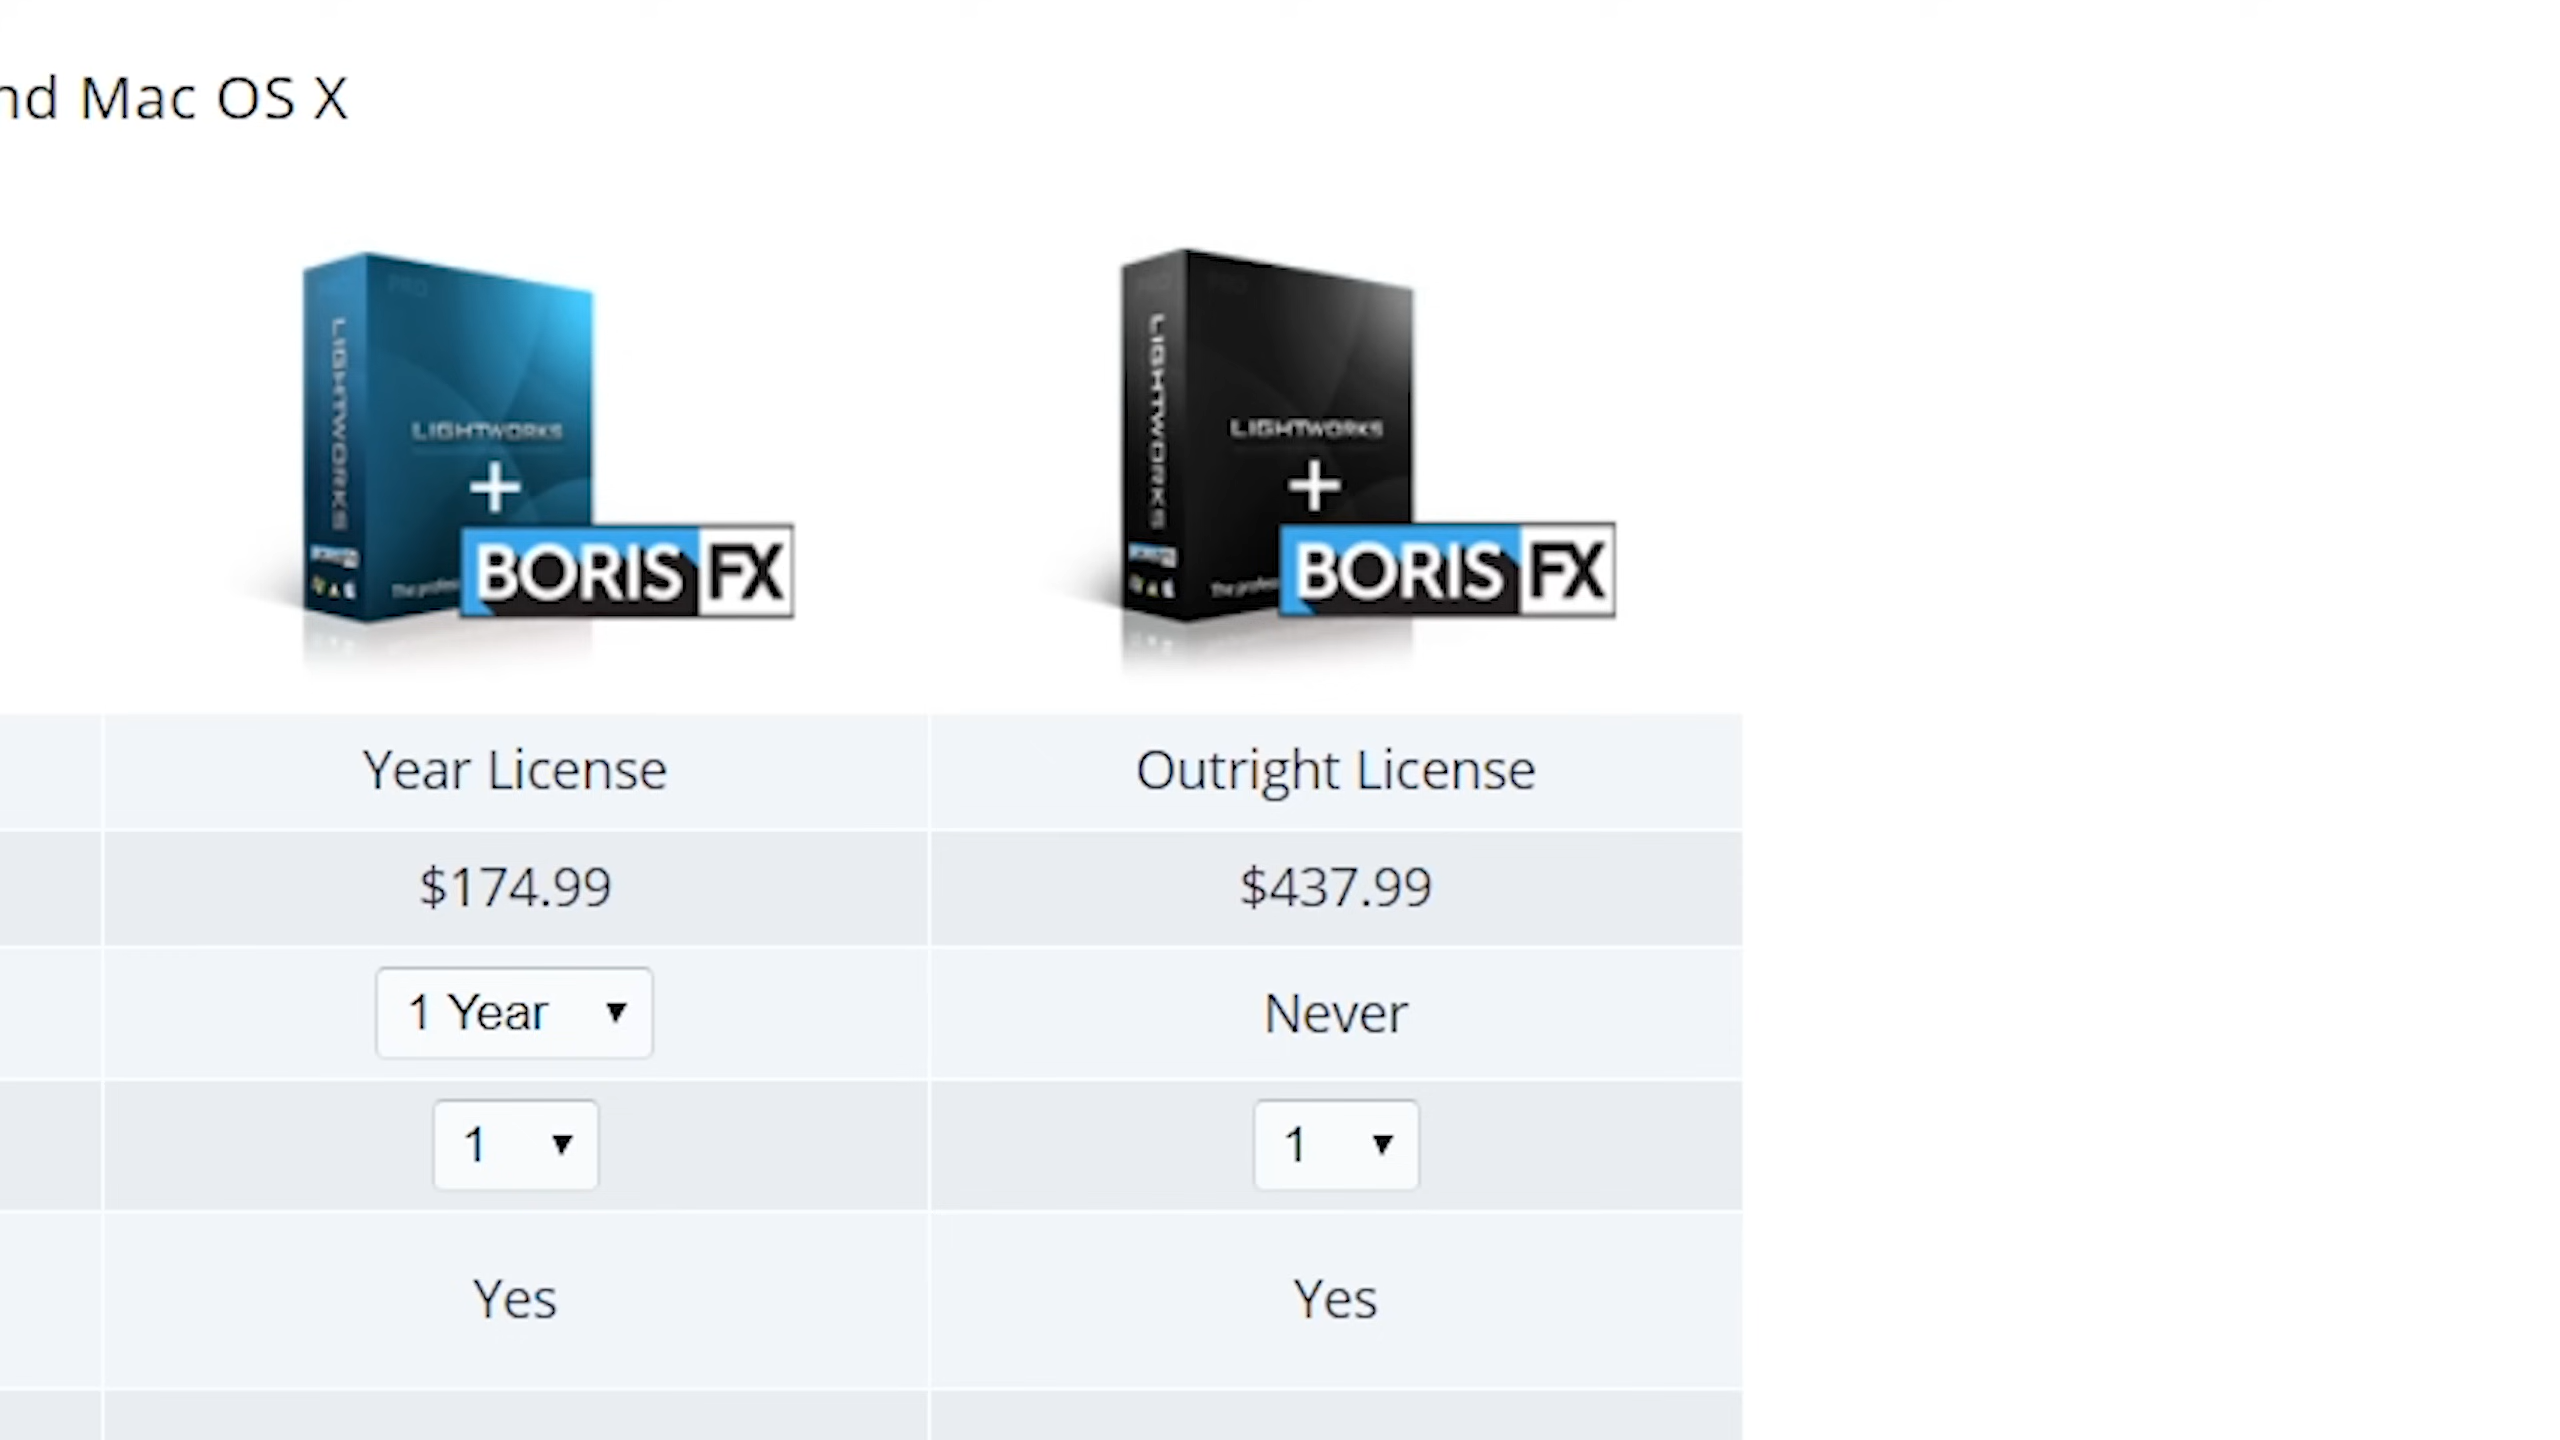 nd Mac OS X
LIGHTWORKS
LIGHTWORKS
+
BORIS FX
LIGHTWORKS
LIGHTWORKS
+
BORIS FX
Year License
Outright License
$174.99
$437.99
1 Year
Never
1
1
Yes
Yes